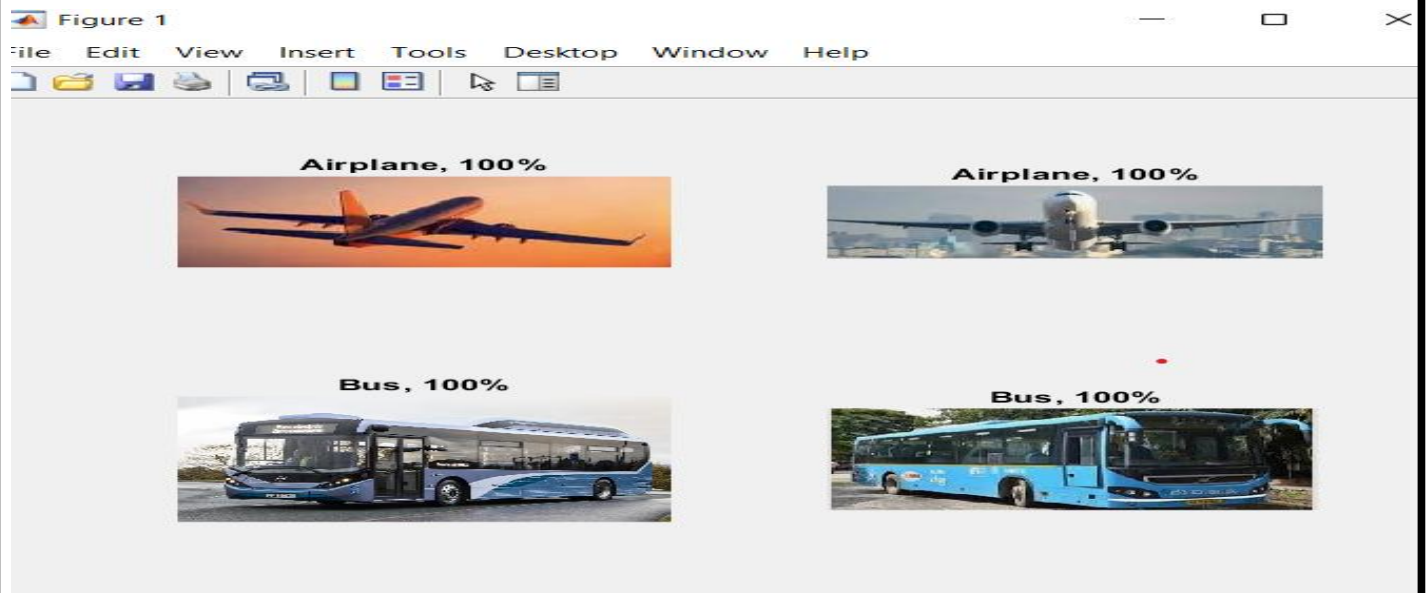 Figure 1
File Edit View Insert Tools Desktop Window Help
Airplane, 100%
Airplane, 100%
Bus, 100%
Bus, 100%